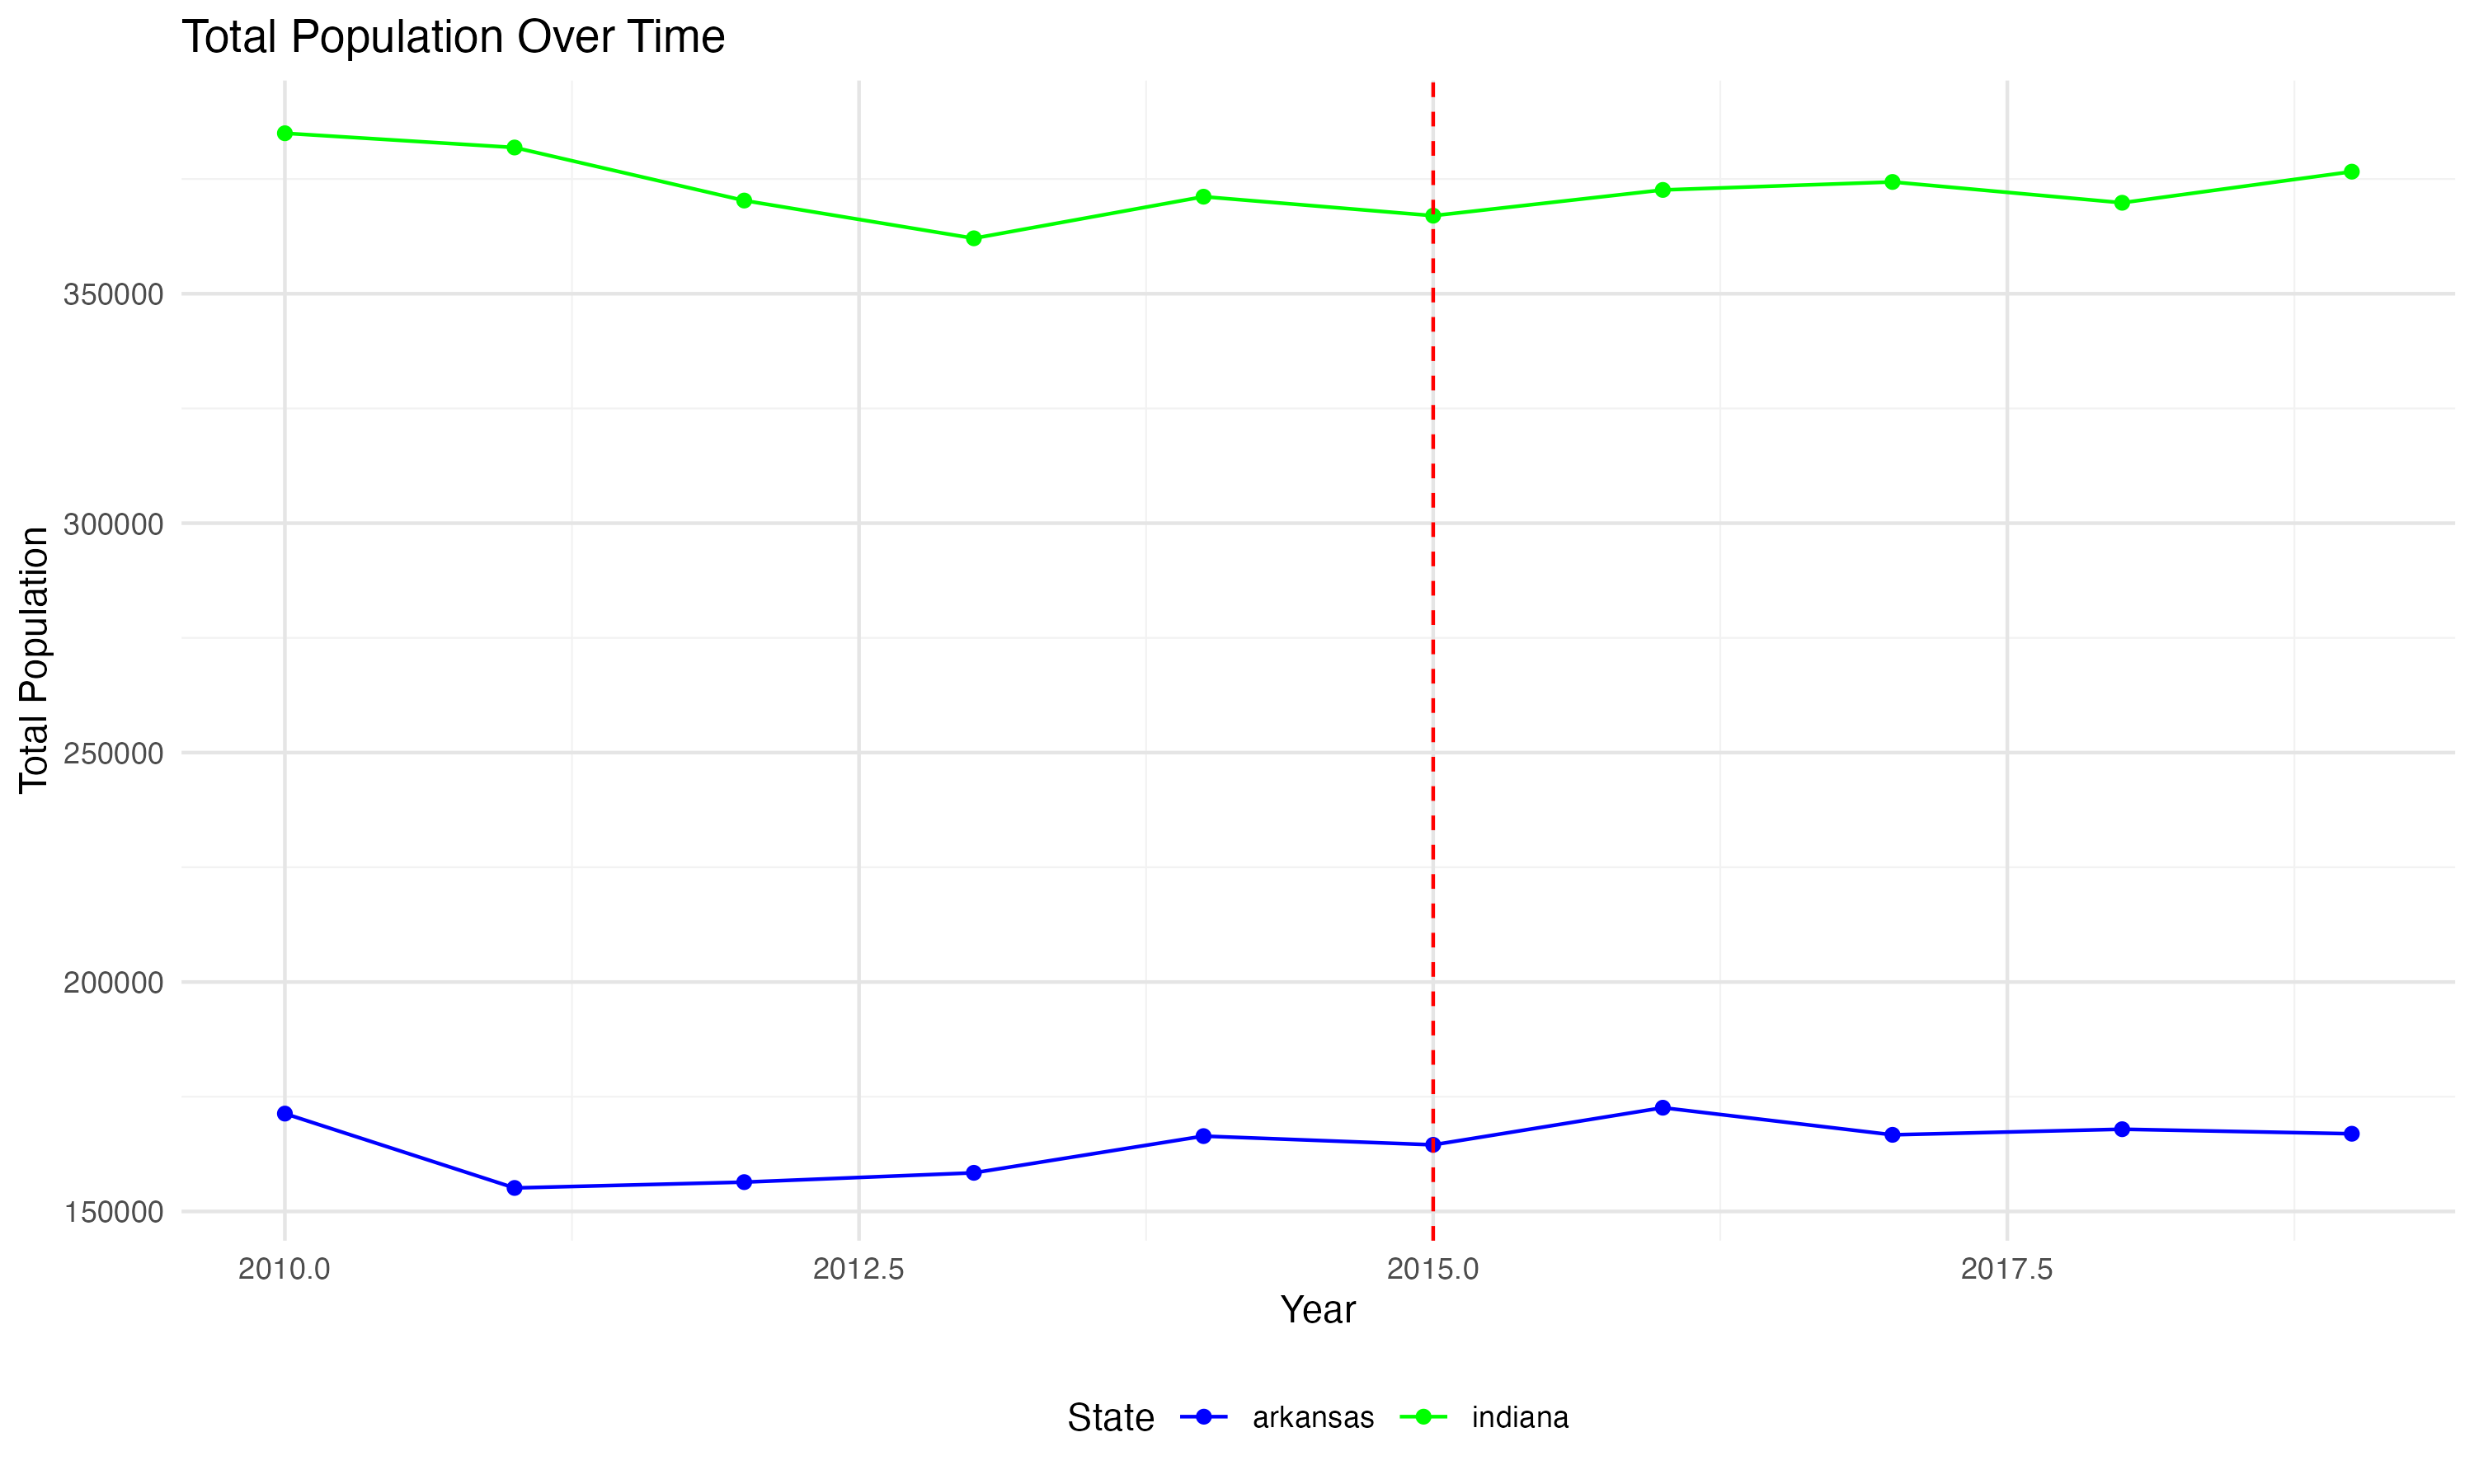 Total Population Over Time
Total Population
350000
300000
250000
200000
150000
2010.0
2012.5
2015.0
2017.5
Year
State
arkansas
indiana